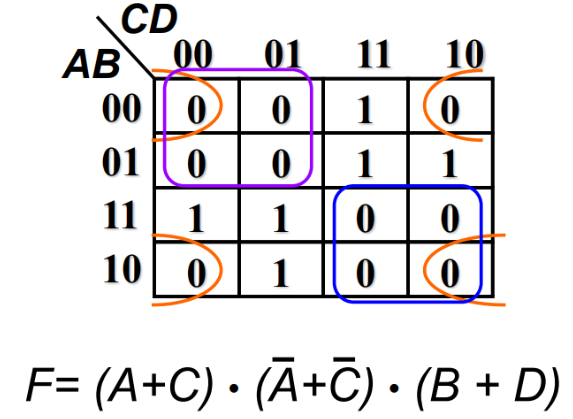 CD
AB
00 01 11 10
00 0 0 1 0
01 0 0 1 1
11 1 1 0 0
10 0 1 0 0
F= (A+C) • (A̅+C̅) • (B + D)